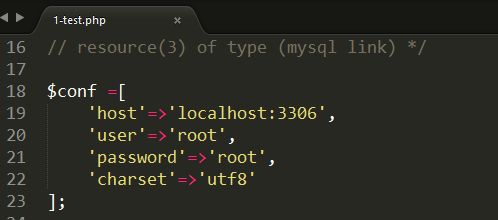 1-test.php ×
16 // resource(3) of type (mysql link) */
17
18 $conf =[
19     'host'=>'localhost:3306',
20     'user'=>'root',
21     'password'=>'root',
22     'charset'=>'utf8'
23 ];